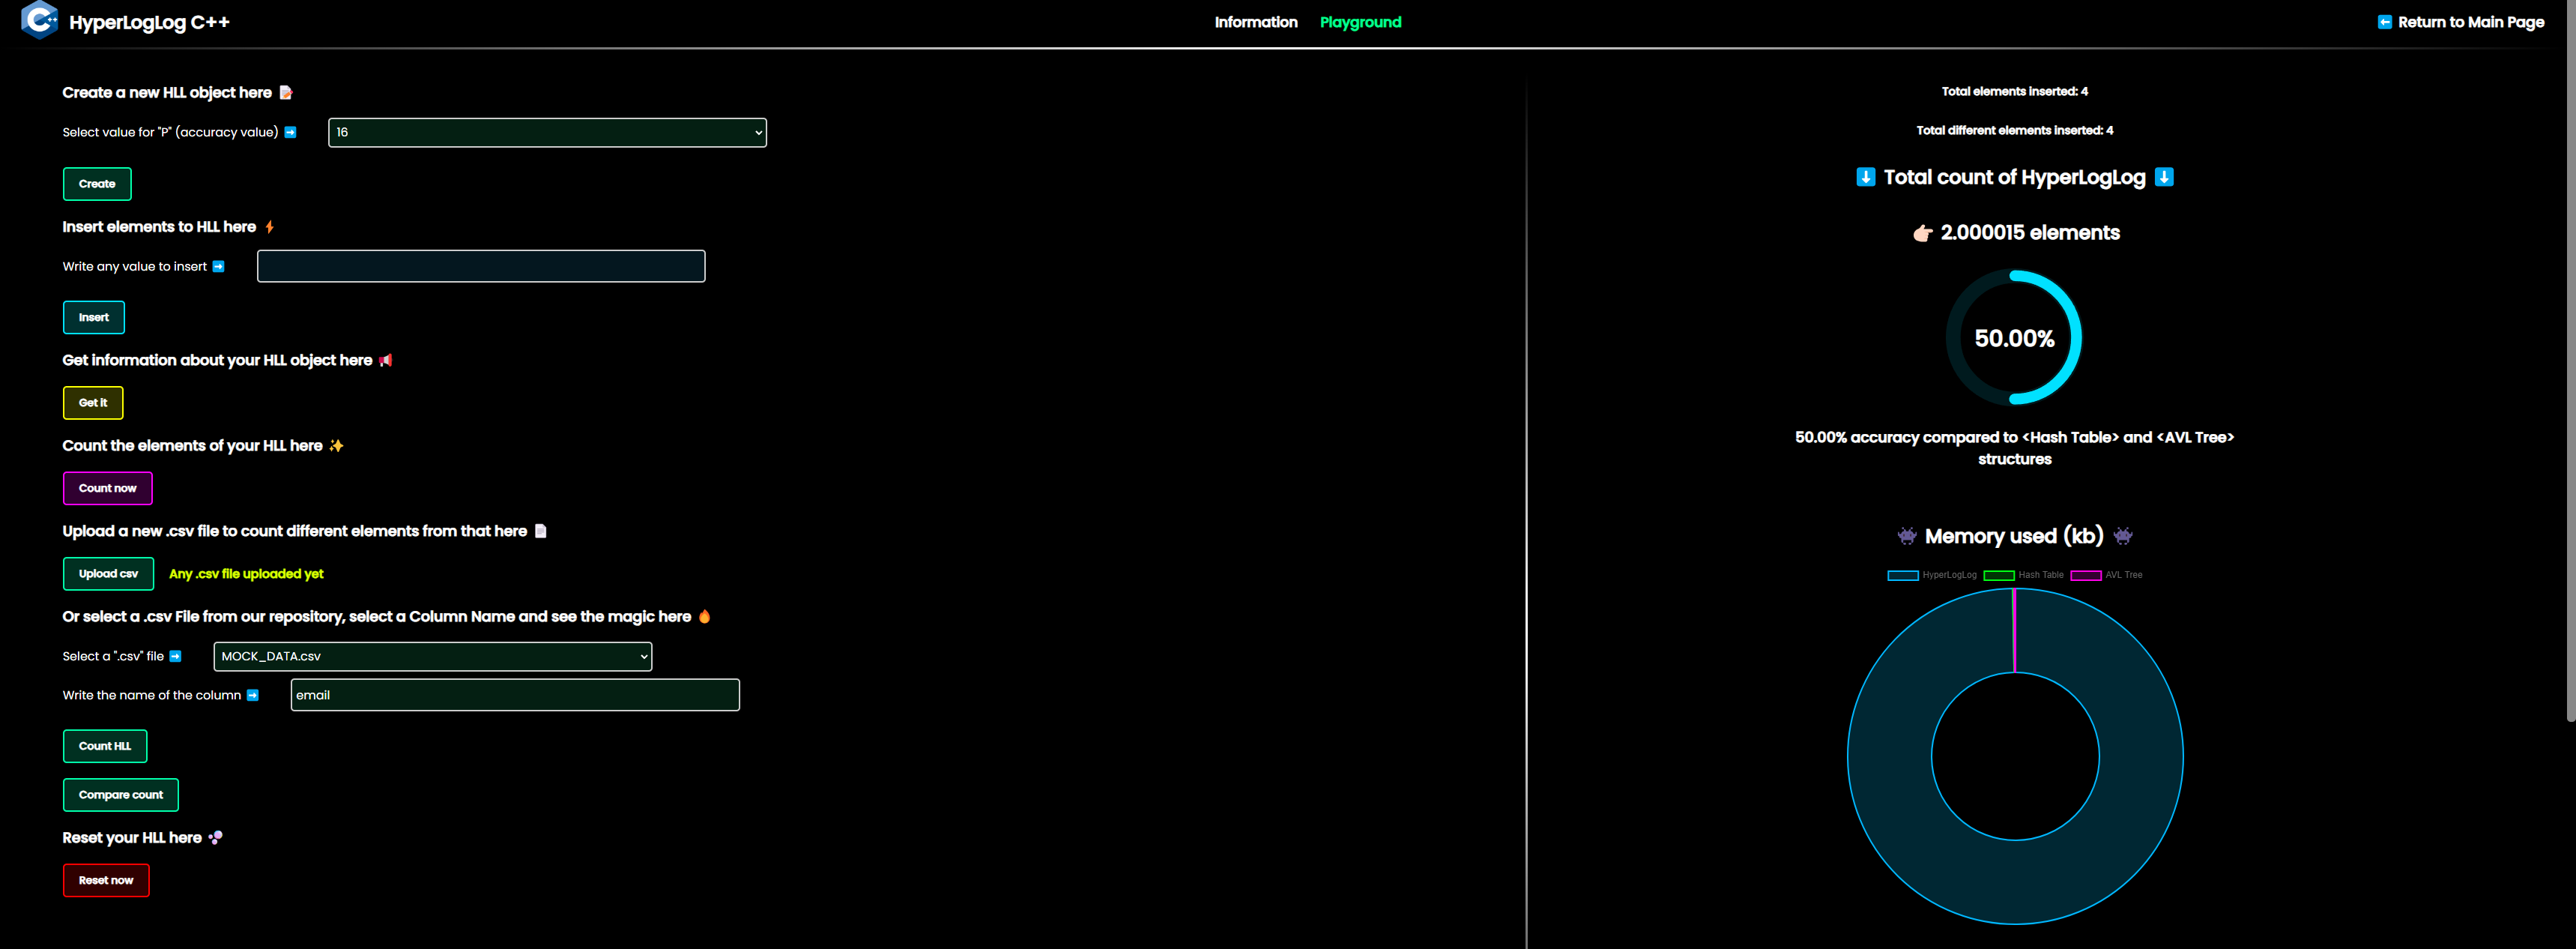 HyperLogLog C++
Information
Playground
Return to Main Page
Create a new HLL object here
Select value for "P" (accuracy value)
16
Create
Insert elements to HLL here
Write any value to insert
Insert
Get information about your HLL object here
Get it
Count the elements of your HLL here
Count now
Upload a new .csv file to count different elements from that here
Upload csv
Any .csv file uploaded yet
Or select a .csv File from our repository, select a Column Name and see the magic here
Select a ".csv" file
MOCK_DATA.csv
Write the name of the column
email
Count HLL
Compare count
Reset your HLL here
Reset now
Total elements inserted: 4
Total different elements inserted: 4
Total count of HyperLogLog
2.000015 elements
50.00%
50.00% accuracy compared to <Hash Table> and <AVL Tree>
structures
Memory used (kb)
HyperLogLog
Hash Table
AVL Tree